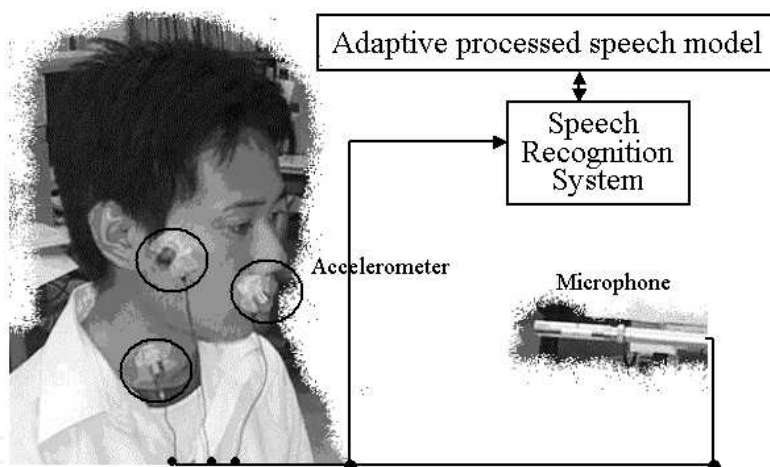 Adaptive processed speech model
Speech
Recognition
System
Accelerometer
Microphone